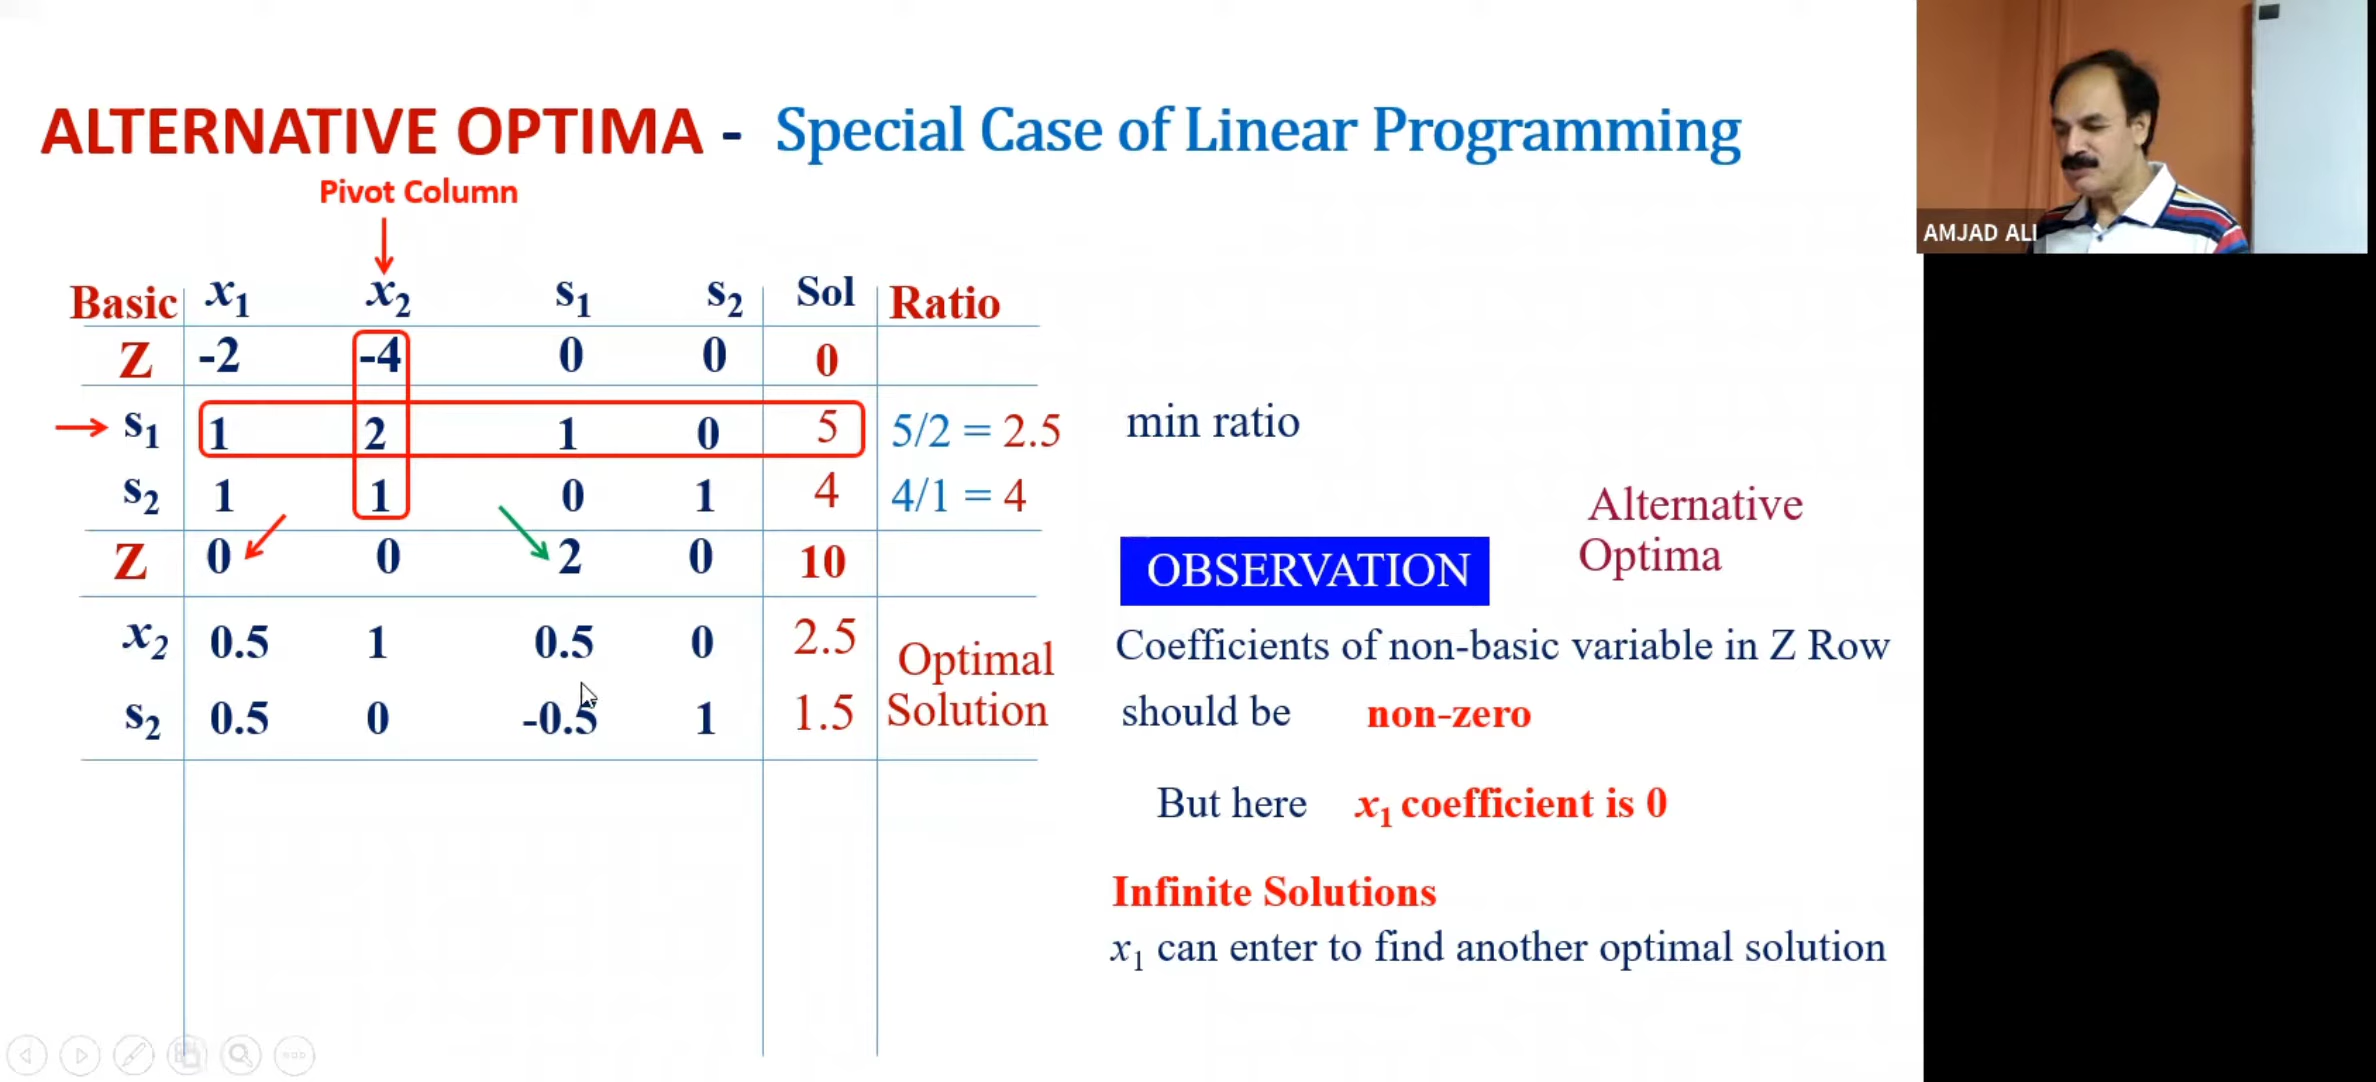 ALTERNATIVE OPTIMA - Special Case of Linear Programming
Pivot Column
Basic x1 x2 s1 s2 Sol Ratio
Z -2 -4 0 0 0
s1 1 2 1 0 5 5/2 = 2.5 min ratio
s2 1 1 0 1 4 4/1 = 4
Z 0 0 2 0 10
x2 0.5 1 0.5 0 2.5
s2 0.5 0 -0.5 1 1.5
Optimal
Solution
Alternative
Optima
OBSERVATION
Coefficients of non-basic variable in Z Row
should be non-zero
But here x1 coefficient is 0
Infinite Solutions
x1 can enter to find another optimal solution
AMJAD ALI